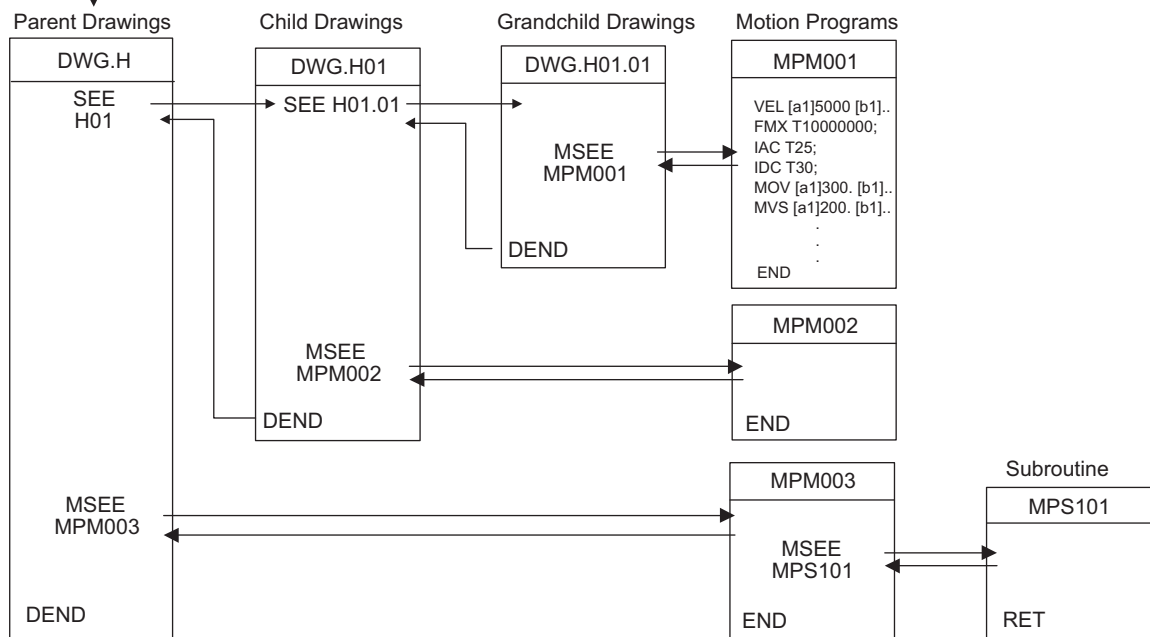 Parent Drawings
Child Drawings
Grandchild Drawings
Motion Programs
DWG.H
SEE
H01
MSEE
MPM003
DEND
DWG.H01
SEE H01.01
MSEE
MPM002
DEND
DWG.H01.01
MSEE
MPM001
DEND
MPM001
VEL [a1]5000 [b1]..
FMX T10000000;
IAC T25;
IDC T30;
MOV [a1]300. [b1]..
MVS [a1]200. [b1]..
.
.
.
END
MPM002
END
MPM003
MSEE
MPS101
END
Subroutine
MPS101
RET